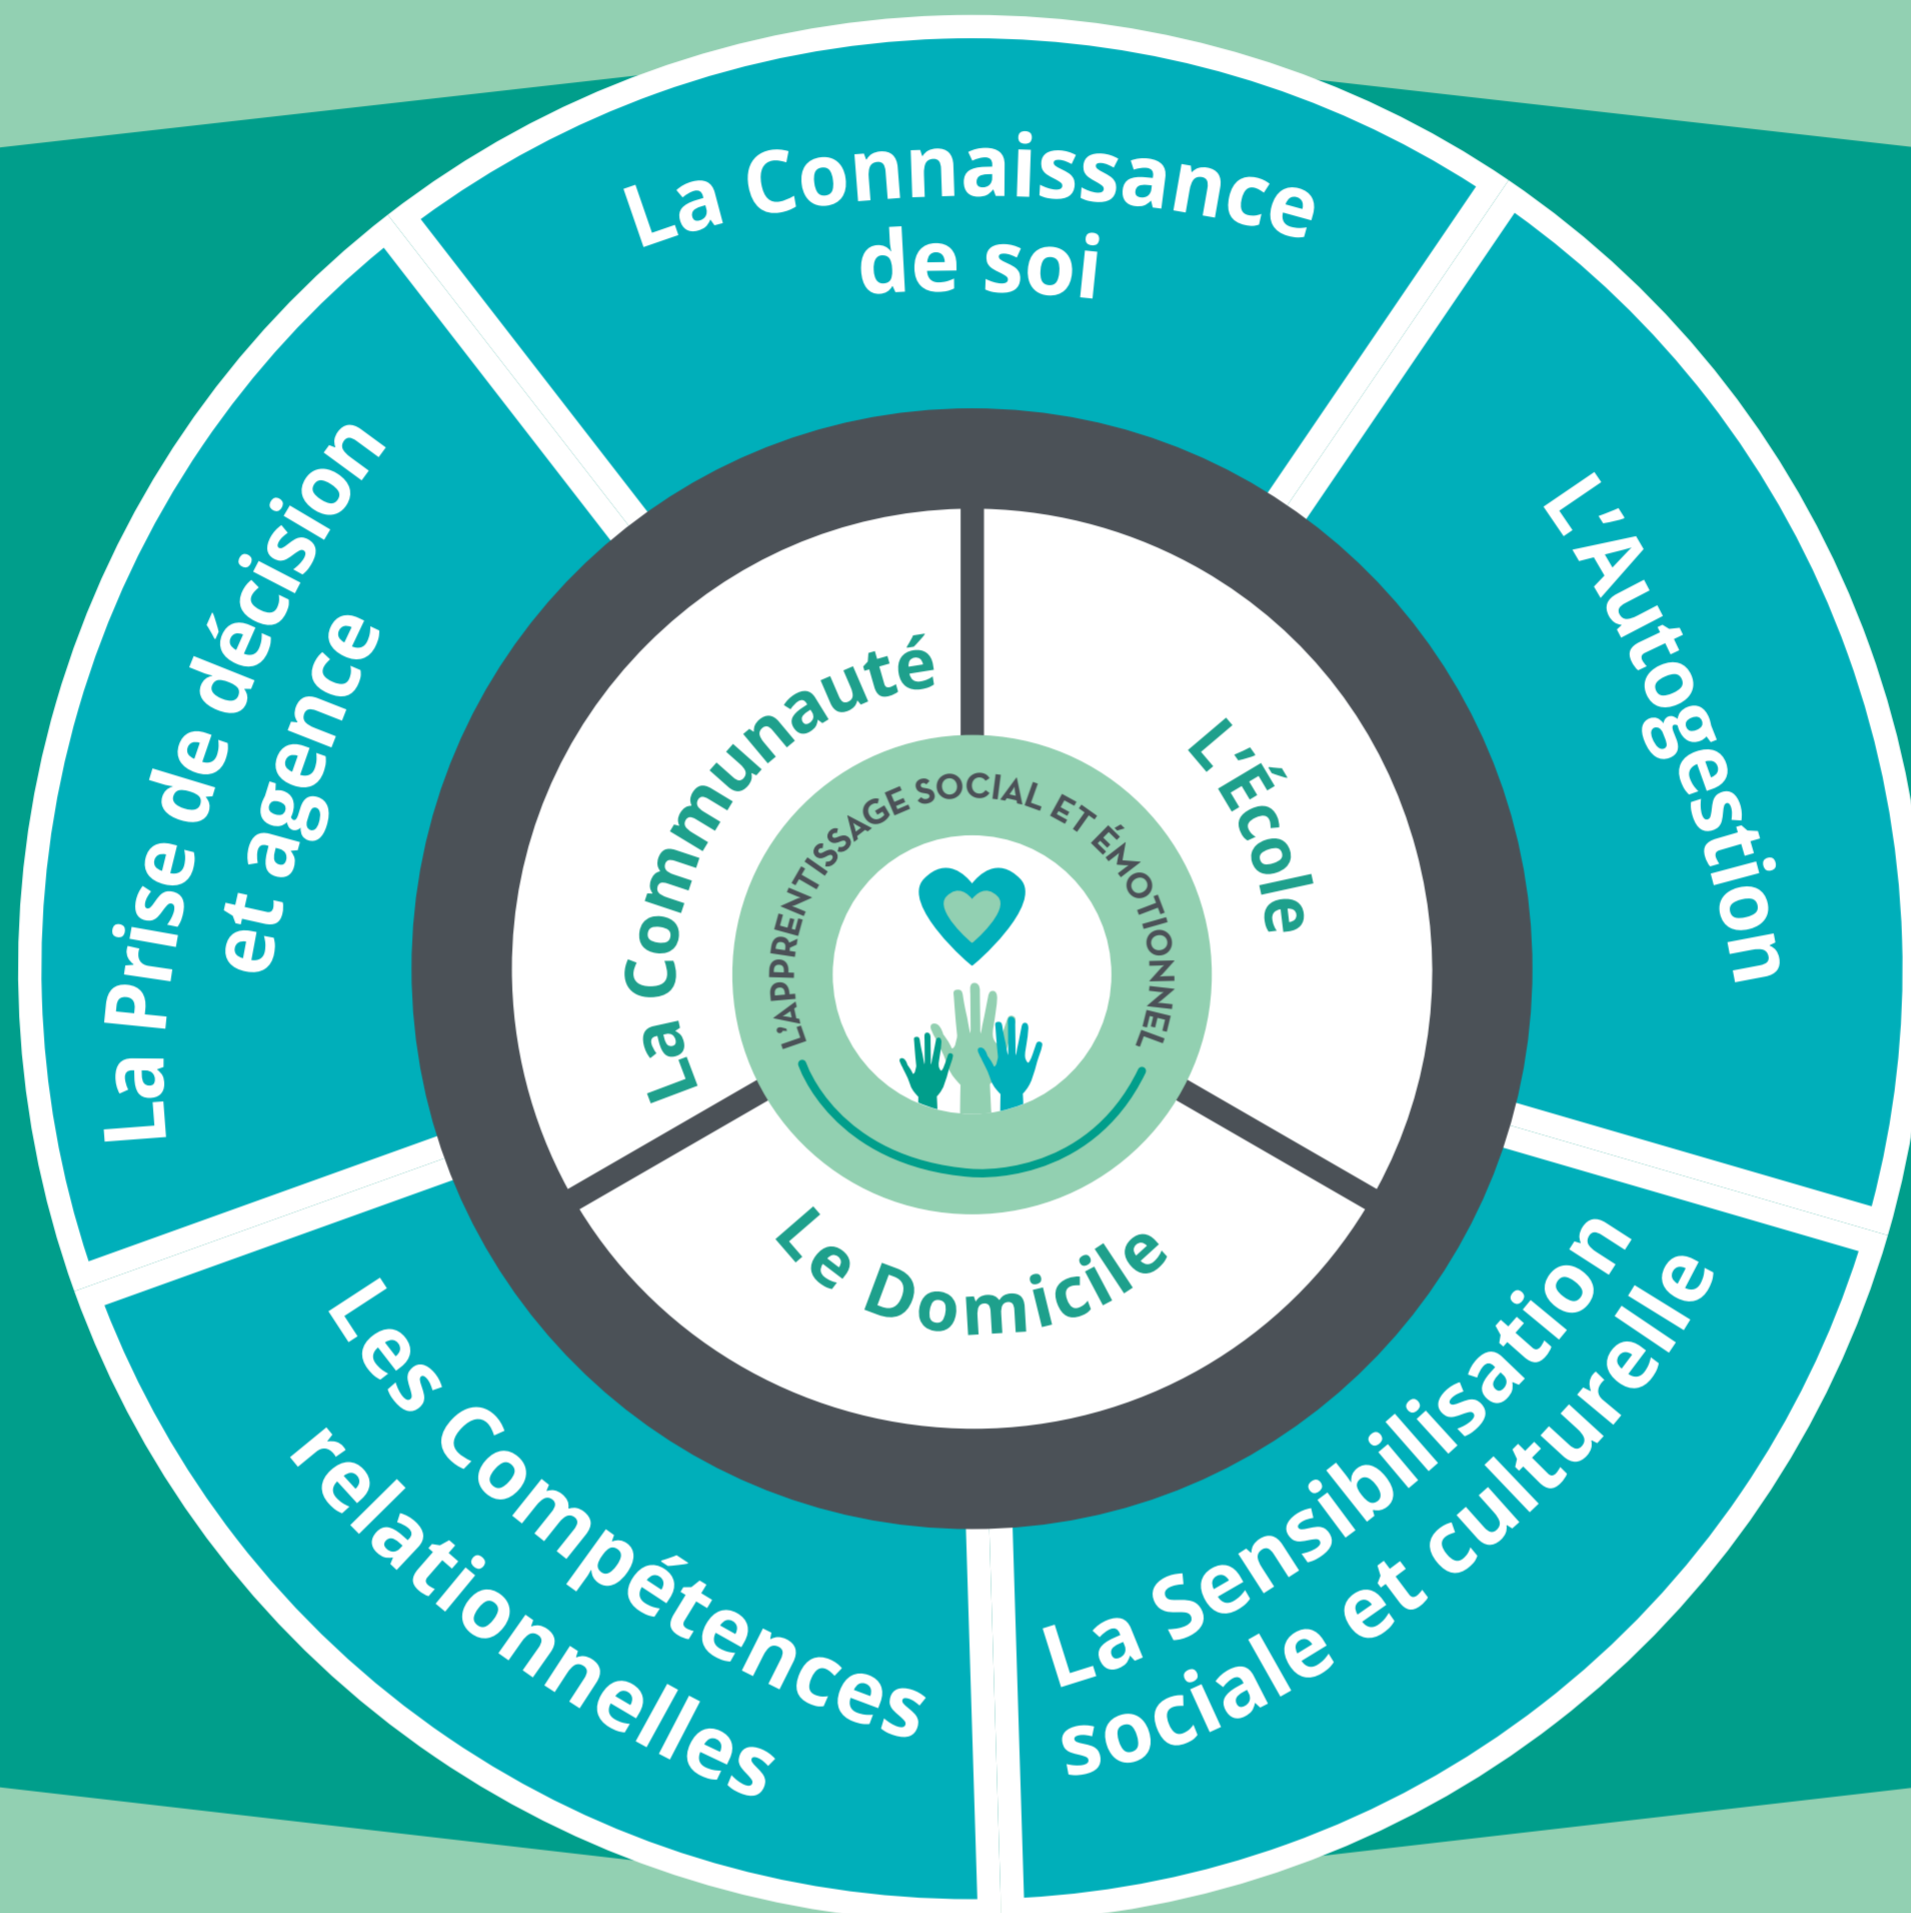 La Connaissance
de soi
L'Autogestion
La Sensibilisation
sociale et culturelle
Les Compétences
relationnelles
La Prise de décision
et agence
La Communauté
L'École
Le Domicile
L'APPRENTISSAGE SOCIAL ET ÉMOTIONNEL